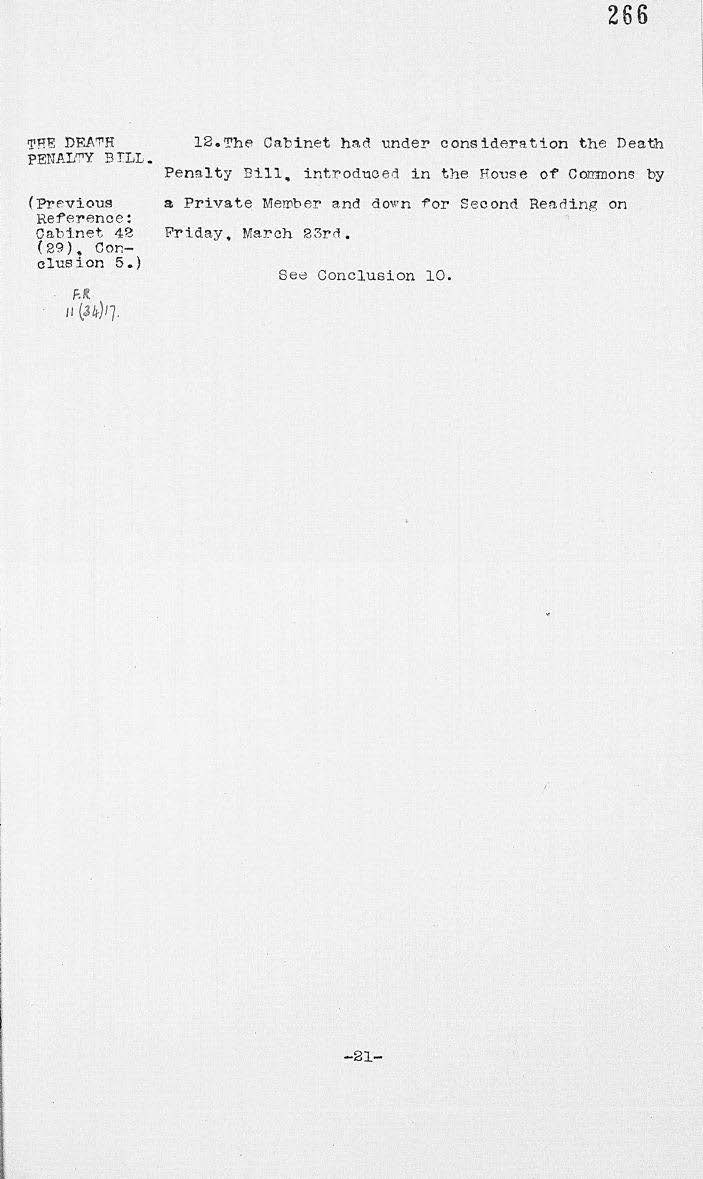 266
THE DEATH
PENALTY BILL.
(Previous
Reference:
Cabinet 42
(29), Con-
clusion 5.)
F.R.
11(34)17.
12.The Cabinet had under consideration the Death
Penalty Bill, introduced in the House of Commons by
a Private Member and down for Second Reading on
Friday, March 23rd.
See Conclusion 10.
-21-